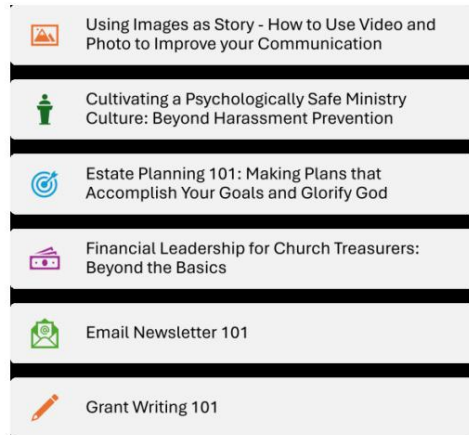 Using Images as Story - How to Use Video and
Photo to Improve your Communication
Cultivating a Psychologically Safe Ministry
Culture: Beyond Harassment Prevention
Estate Planning 101: Making Plans that
Accomplish Your Goals and Glorify God
Financial Leadership for Church Treasurers:
Beyond the Basics
Email Newsletter 101
Grant Writing 101